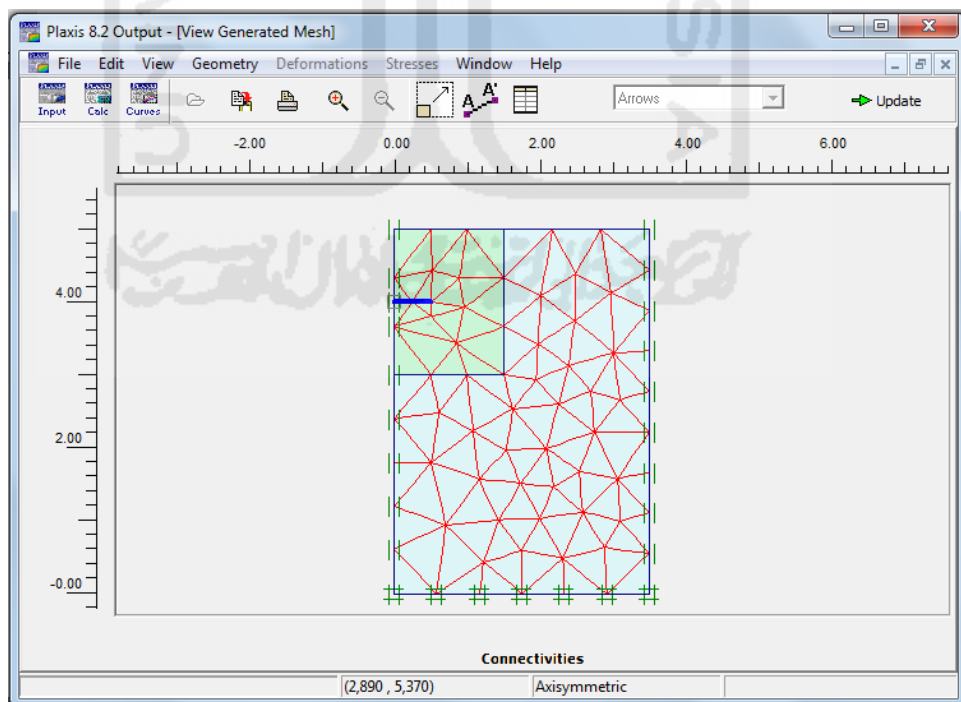 Plaxis 8.2 Output - [View Generated Mesh]
File Edit View Geometry Deformations Stresses Window Help
Input Calc Curves A A' Arrows Update
-2.00 0.00 2.00 4.00 6.00
4.00
2.00
-0.00
Connectivities
(2,890 , 5,370) Axisymmetric